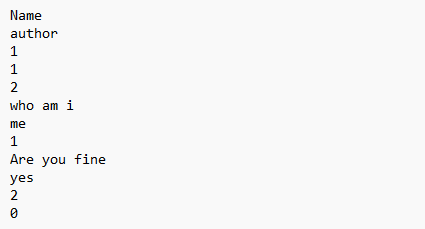 Name
author
1
1
2
who am i
me
1
Are you fine
yes
2
0